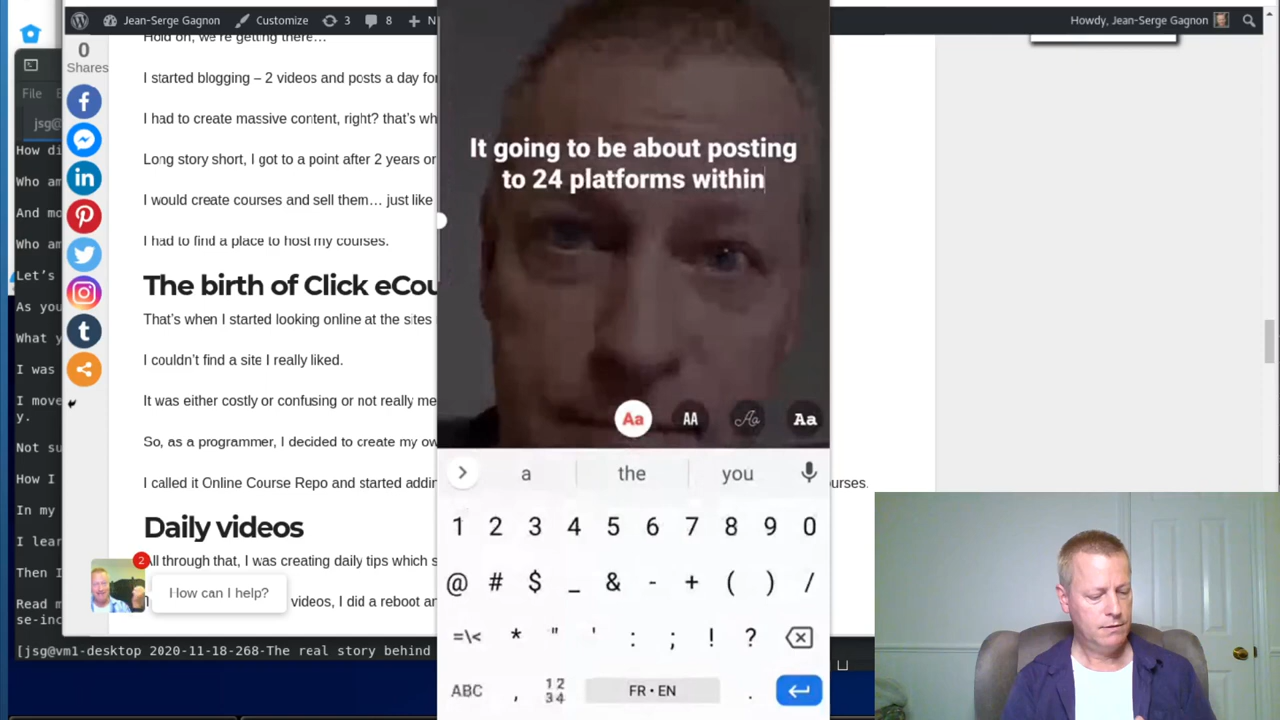 Jean-Serge Gagnon
Customize
3
8
N
Howdy, Jean-Serge Gagnon
0
Shares
Hold on, we're getting there…
I started blogging – 2 videos and posts a day for
I had to create massive content, right? that's wh
Long story short, I got to a point after 2 years or
I would create courses and sell them… just like
I had to find a place to host my courses.
The birth of Click eCou
That's when I started looking online at the sites
I couldn't find a site I really liked.
It was either costly or confusing or not really me
So, as a programmer, I decided to create my ow
I called it Online Course Repo and started addin
ourses.
Daily videos
All through that, I was creating daily tips which s
videos, I did a reboot an
2
How can I help?
File
jsg@
How di
Who am
And mo
Who am
Let's
As you
What y
I was
I move
y.
Not su
How I
In my
I lear
Then I
Read m
se-inc
[jsg@vm1-desktop 2020-11-18-268-The real story behind
It going to be about posting
to 24 platforms within
Aa AA Aa Aa
a the you
1 2 3 4 5 6 7 8 9 0
@ # $ _ & - + ( ) /
=\< * " ' : ; ! ?
ABC , 12 34 FR • EN .